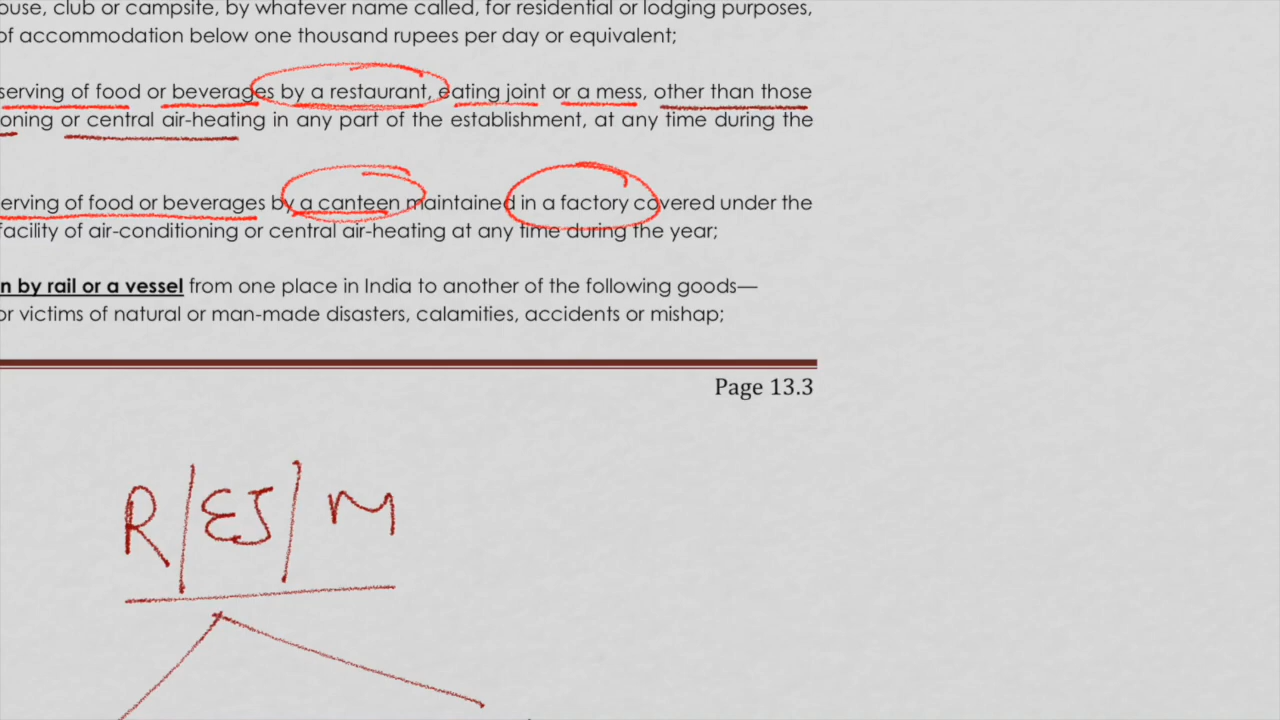 ouse, club or campsite, by whatever name called, for residential or lodging purposes,
of accommodation below one thousand rupees per day or equivalent;
serving of food or beverages by a restaurant, eating joint or a mess, other than those
oning or central air-heating in any part of the establishment, at any time during the
erving of food or beverages by a canteen maintained in a factory covered under the
facility of air-conditioning or central air-heating at any time during the year;
n by rail or a vessel from one place in India to another of the following goods—
or victims of natural or man-made disasters, calamities, accidents or mishap;
Page 13.3
R/EJ/M